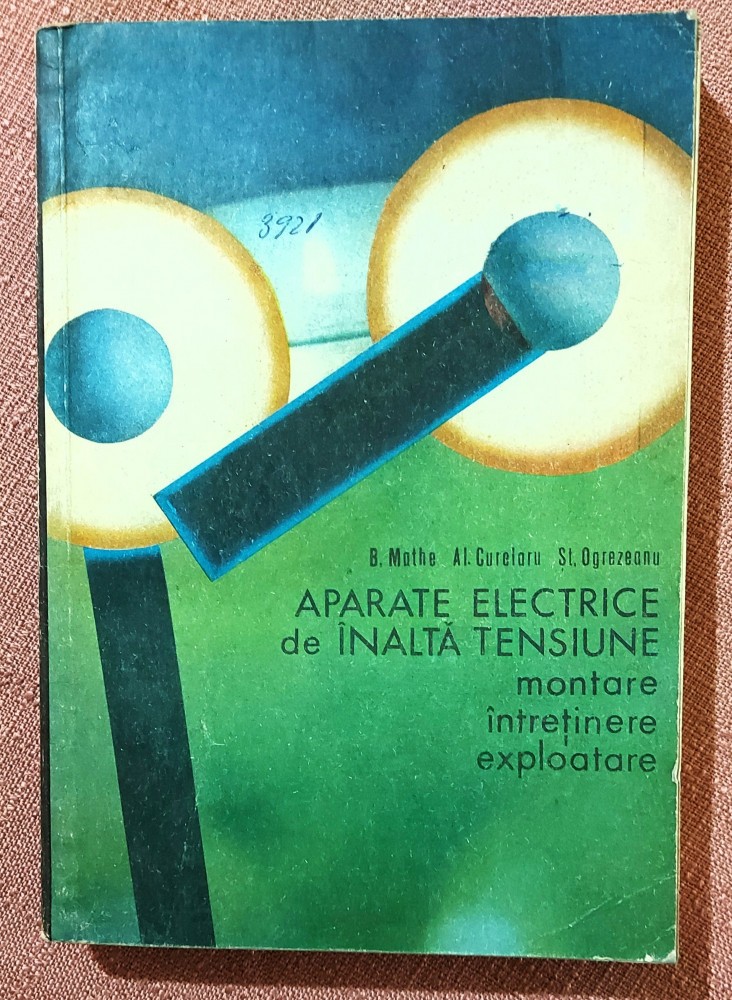 3921
B. Mathe Al. Curelaru Șt. Ogrezeanu
APARATE ELECTRICE
de ÎNALTĂ TENSIUNE
montare
întreținere
exploatare